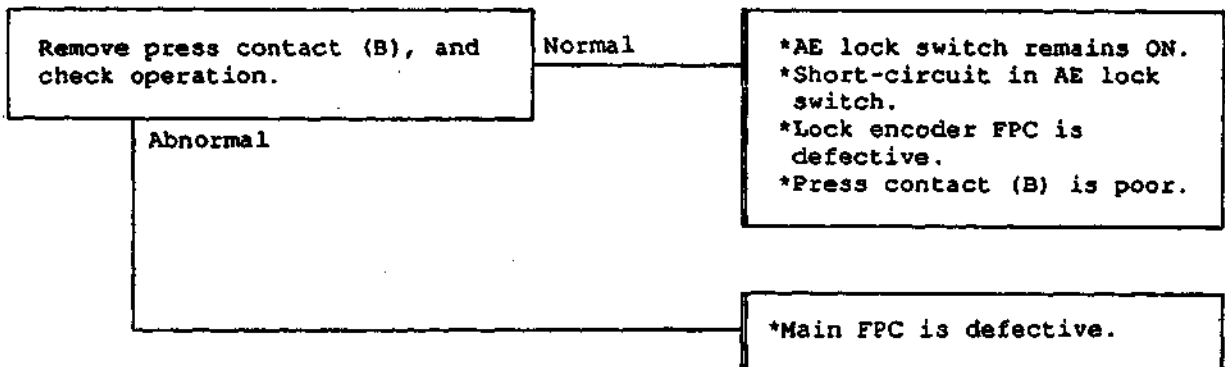 Remove press contact (B), and
check operation.
Normal
*AE lock switch remains ON.
*Short-circuit in AE lock
switch.
*Lock encoder FPC is
defective.
*Press contact (B) is poor.
Abnormal
*Main FPC is defective.